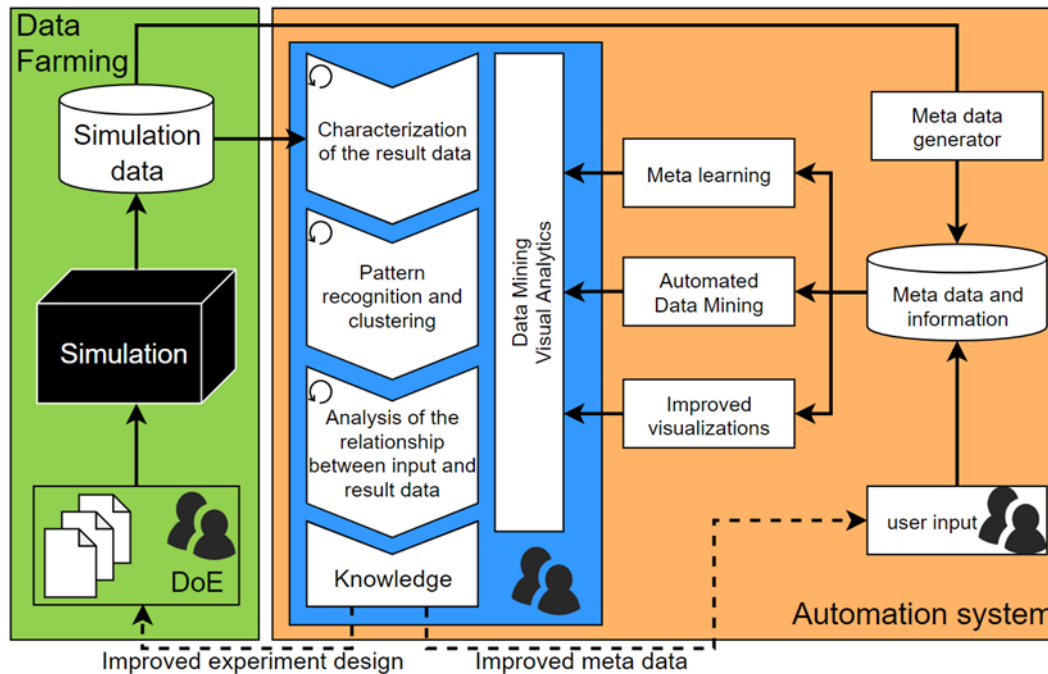 Data
Farming
Simulation
data
Simulation
DoE
Characterization
of the result data
Pattern
recognition and
clustering
Analysis of the
relationship
between input and
result data
Knowledge
Data Mining
Visual Analytics
Meta learning
Automated
Data Mining
Improved
visualizations
Meta data
generator
Meta data and
information
user input
Automation system
Improved experiment design
Improved meta data